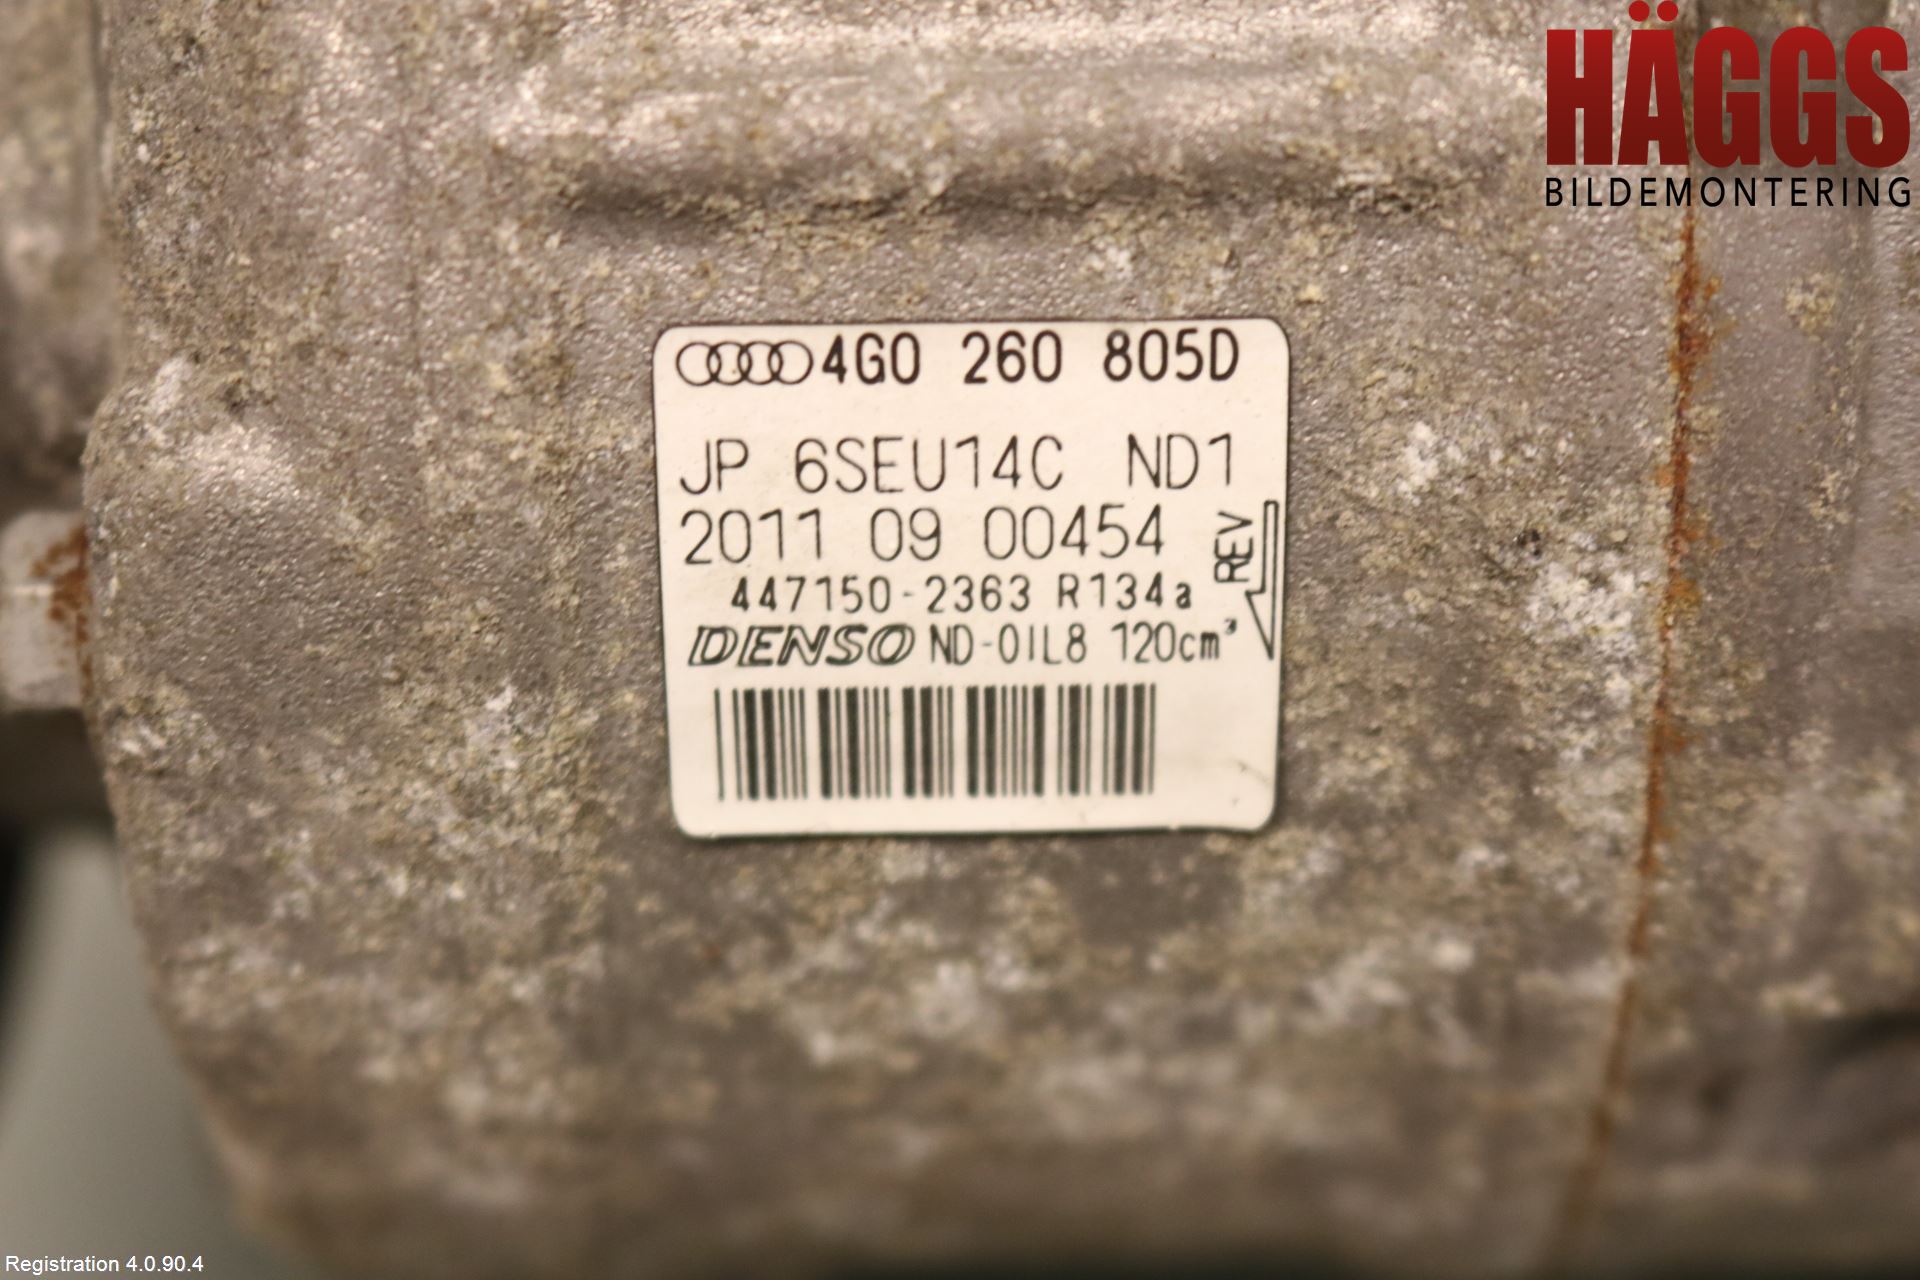 HÄGGS
BILDEMONTERING
4G0 260 805D
JP 6SEU14C ND1
2011 09 00454
REV
447150-2363 R134a
DENSO ND-OIL8 120cm³
Registration 4.0.90.4